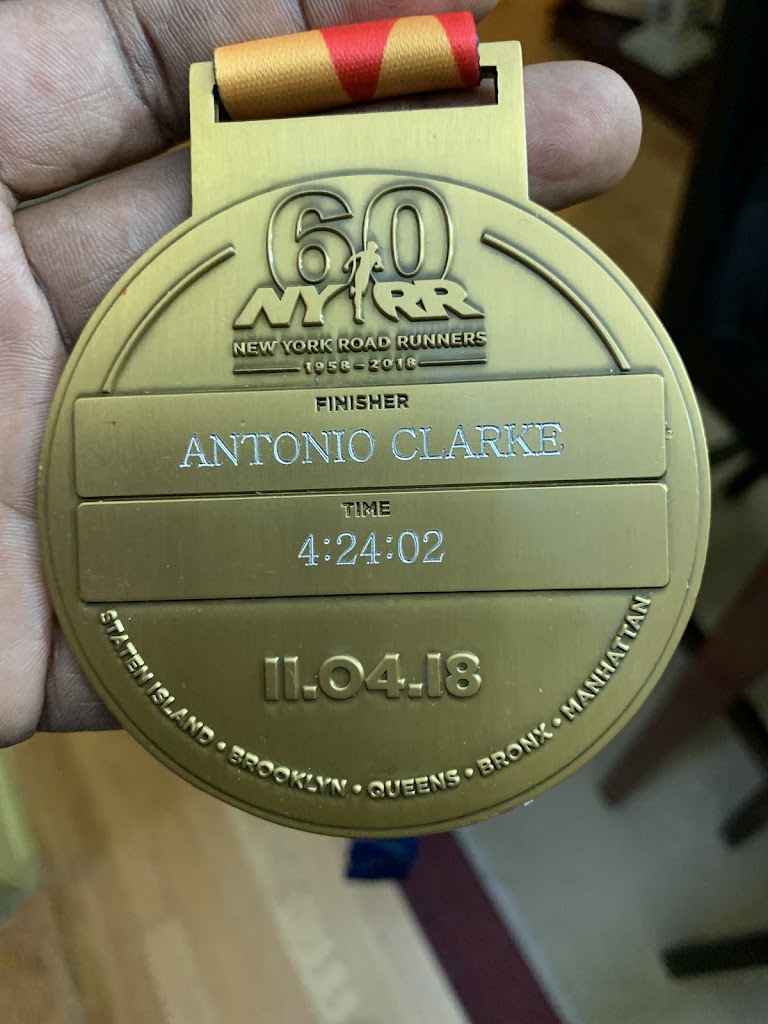 60
NYRR
NEW YORK ROAD RUNNERS
1958-2018
FINISHER
ANTONIO CLARKE
TIME
4:24:02
11.04.18
STATEN ISLAND • BROOKLYN • QUEENS • BRONX • MANHATTAN